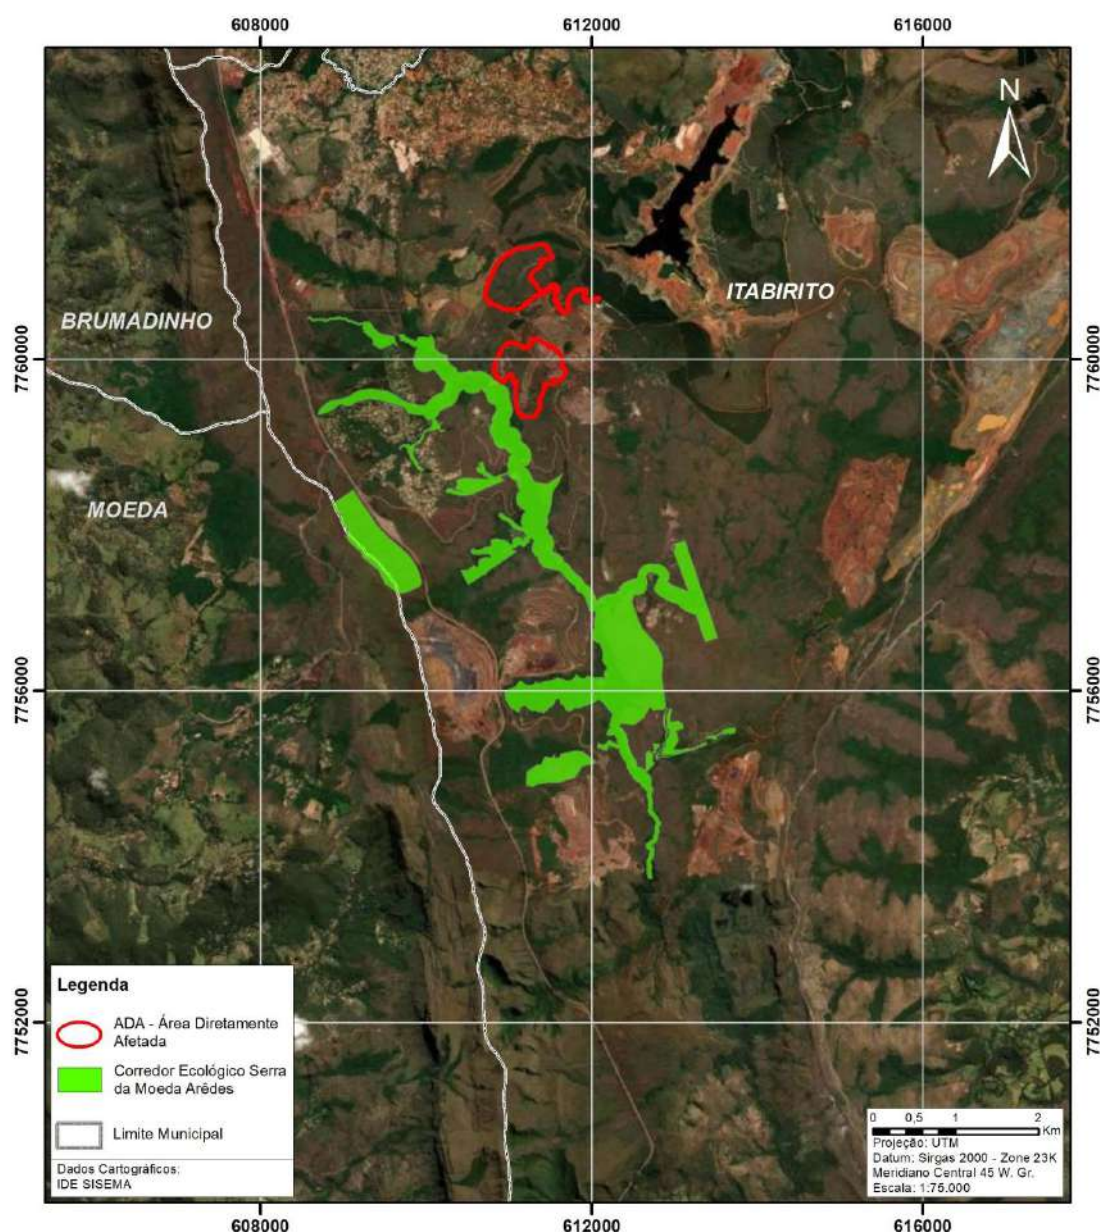 608000 612000 616000
N
ITABIRITO
BRUMADINHO
7760000 7760000
MOEDA
7756000 7756000
Legenda
ADA - Área Diretamente
Afetada
7752000 7752000
Corredor Ecológico Serra
da Moeda Arêdes
Limite Municipal
Dados Cartográficos:
IDE SISEMA
0 0,5 1 2
Km
Projeção: UTM
Datum: Sirgas 2000 - Zone 23K
Meridiano Central 45 W. Gr.
Escala: 1:75.000
608000 612000 616000